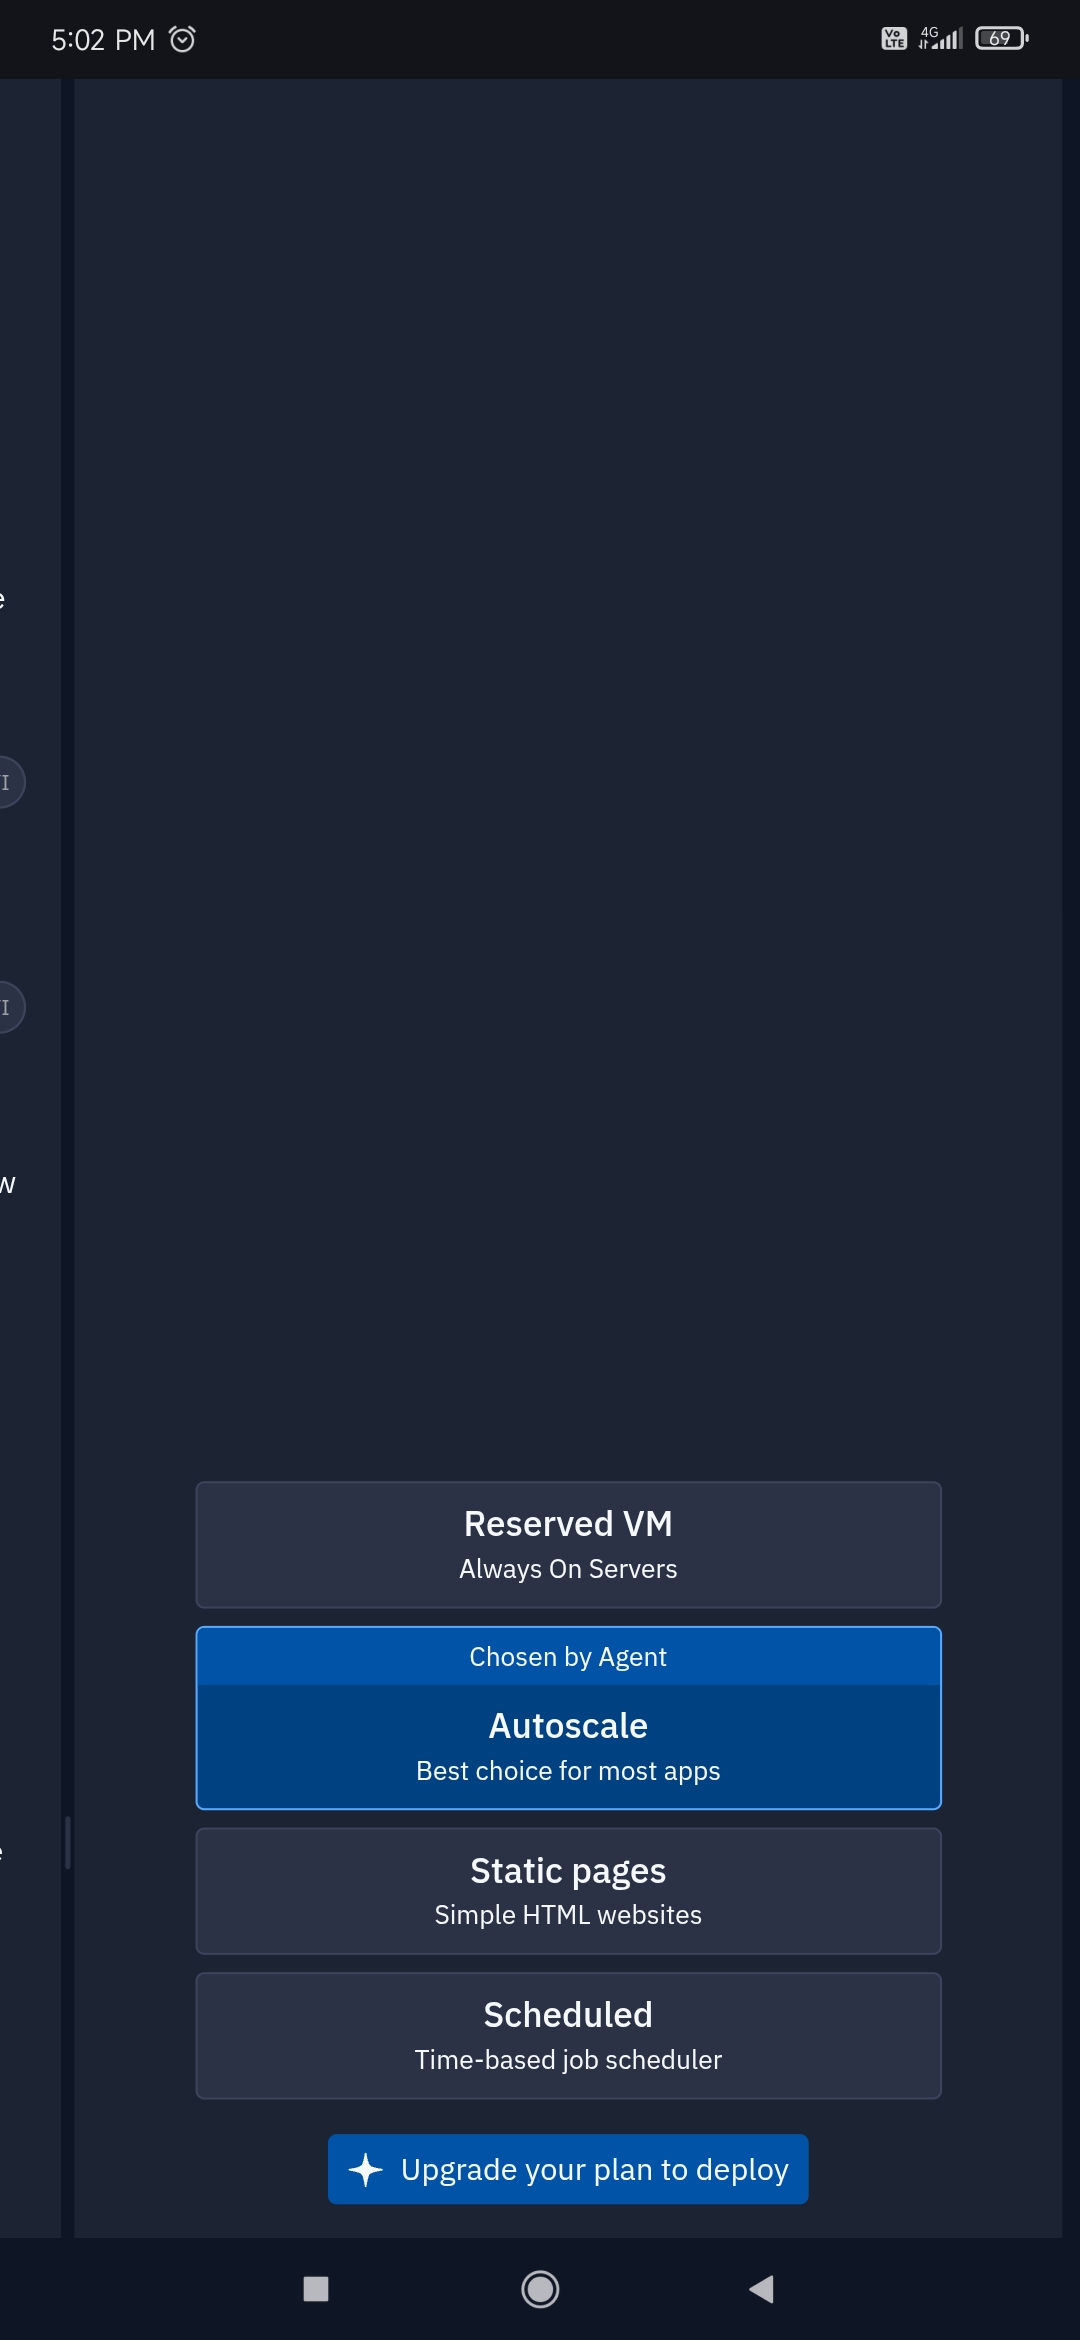 5:02 PM
Vo LTE
4G
69
Reserved VM
Always On Servers
Chosen by Agent
Autoscale
Best choice for most apps
Static pages
Simple HTML websites
Scheduled
Time-based job scheduler
Upgrade your plan to deploy